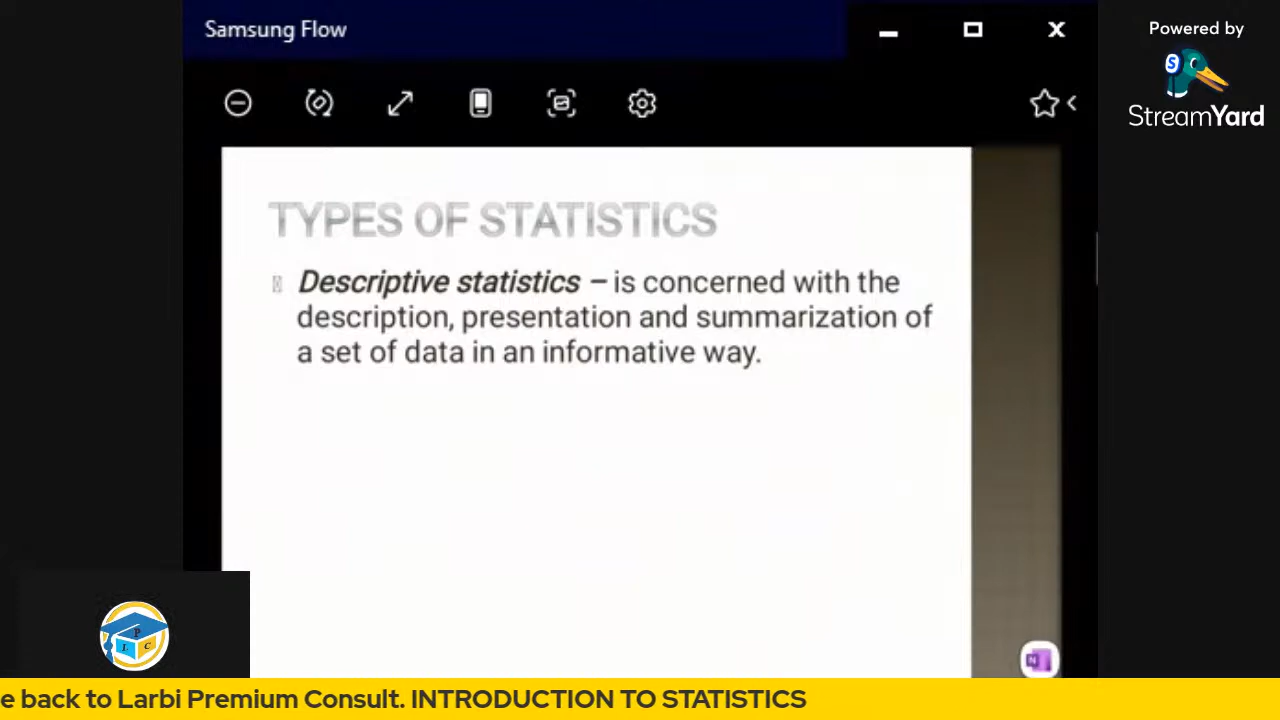 Samsung Flow
Powered by
StreamYard
TYPES OF STATISTICS
Descriptive statistics – is concerned with the
description, presentation and summarization of
a set of data in an informative way.
P
L C
e back to Larbi Premium Consult. INTRODUCTION TO STATISTICS